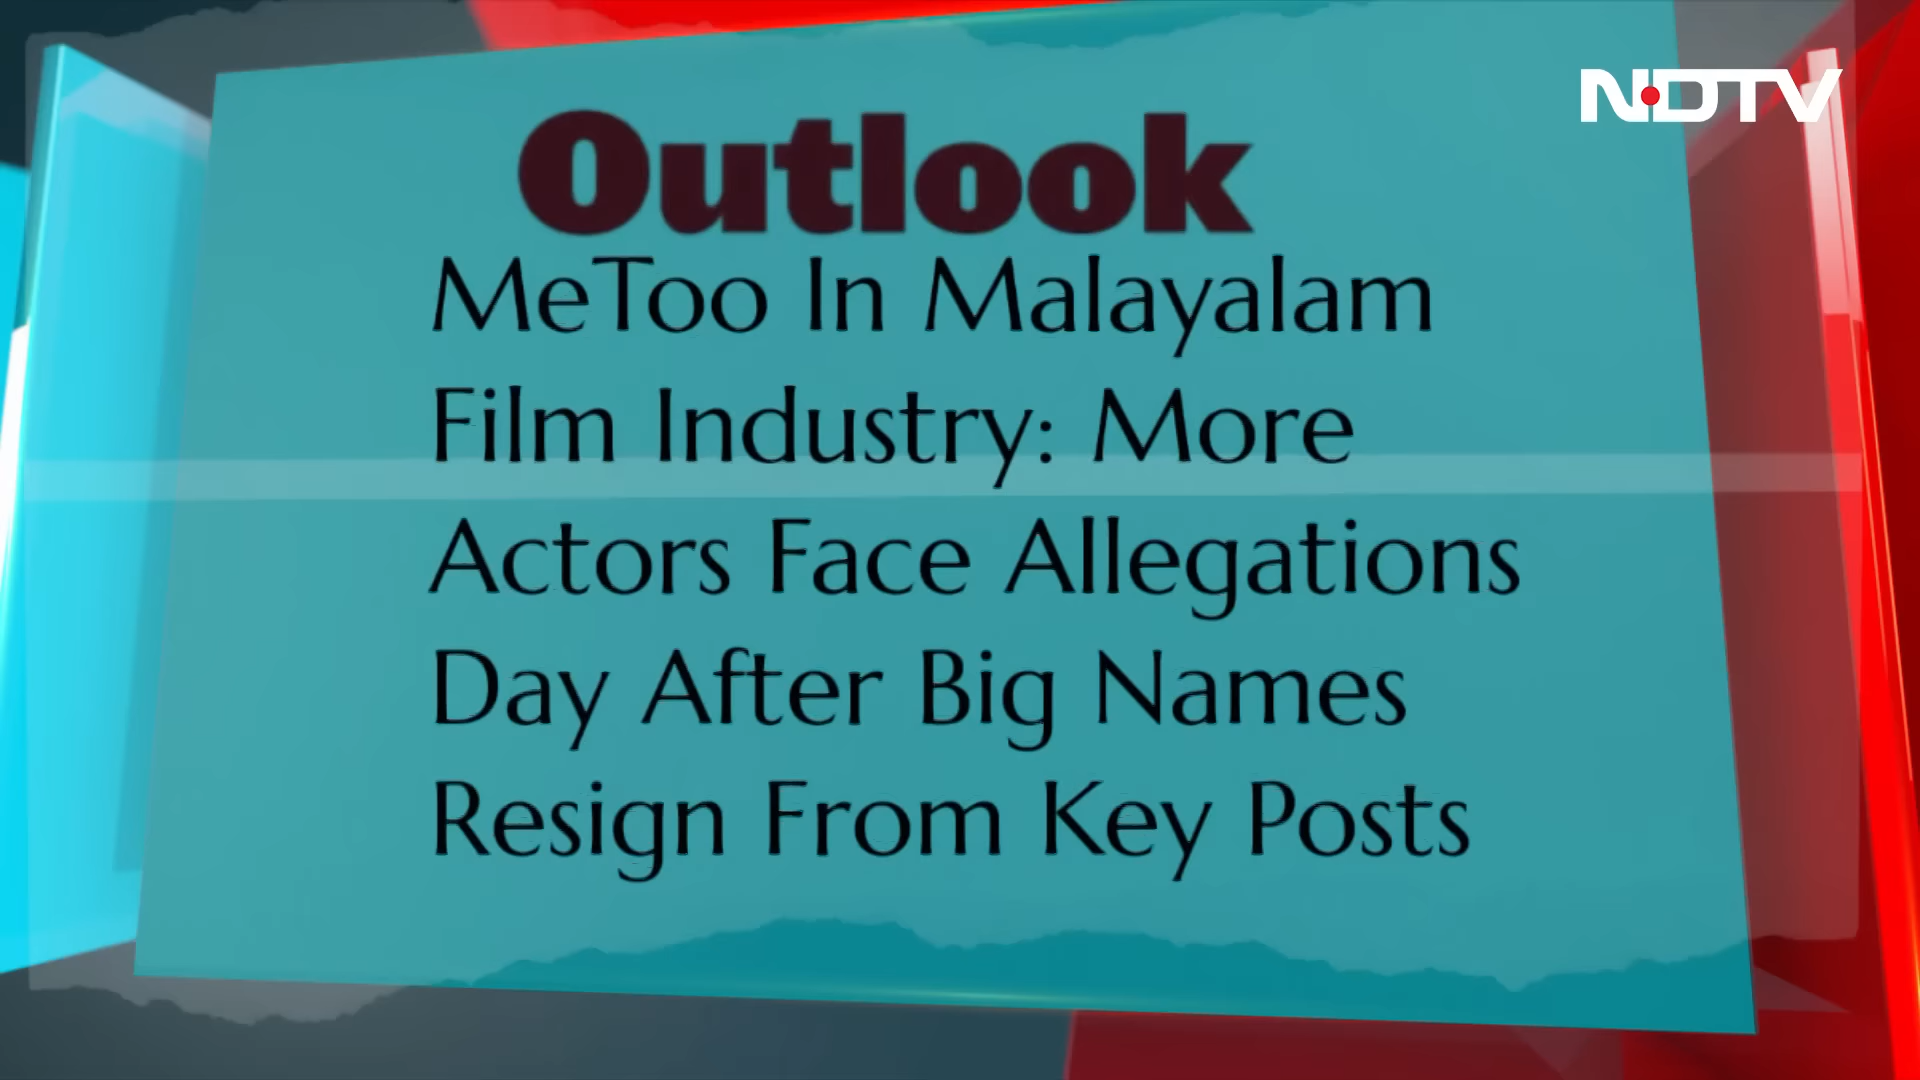 NDTV
Outlook
MeToo In Malayalam
Film Industry: More
Actors Face Allegations
Day After Big Names
Resign From Key Posts